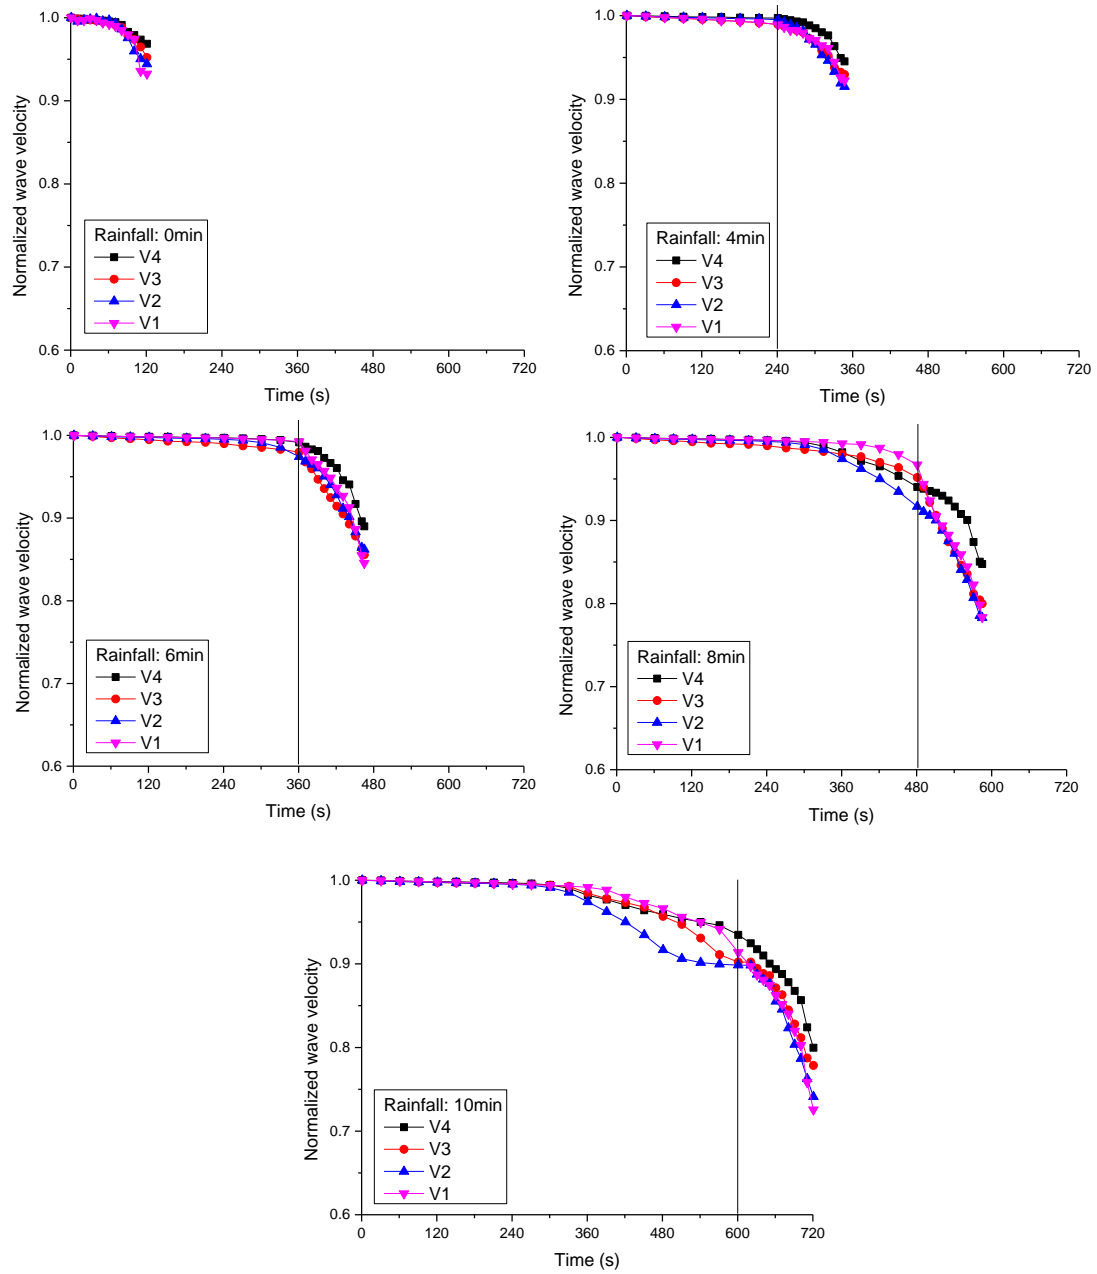 1.0
0.9
0.8
0.7
0.6
Normalized wave velocity
Rainfall: 0min
V4
V3
V2
V1
0 120 240 360 480 600 720
Time (s)
1.0
0.9
0.8
0.7
0.6
Normalized wave velocity
Rainfall: 4min
V4
V3
V2
V1
0 120 240 360 480 600 720
Time (s)
1.0
0.9
0.8
0.7
0.6
Normalized wave velocity
Rainfall: 6min
V4
V3
V2
V1
0 120 240 360 480 600 720
Time (s)
1.0
0.9
0.8
0.7
0.6
Normalized wave velocity
Rainfall: 8min
V4
V3
V2
V1
0 120 240 360 480 600 720
Time (s)
1.0
0.9
0.8
0.7
0.6
Normalized wave velocity
Rainfall: 10min
V4
V3
V2
V1
0 120 240 360 480 600 720
Time (s)